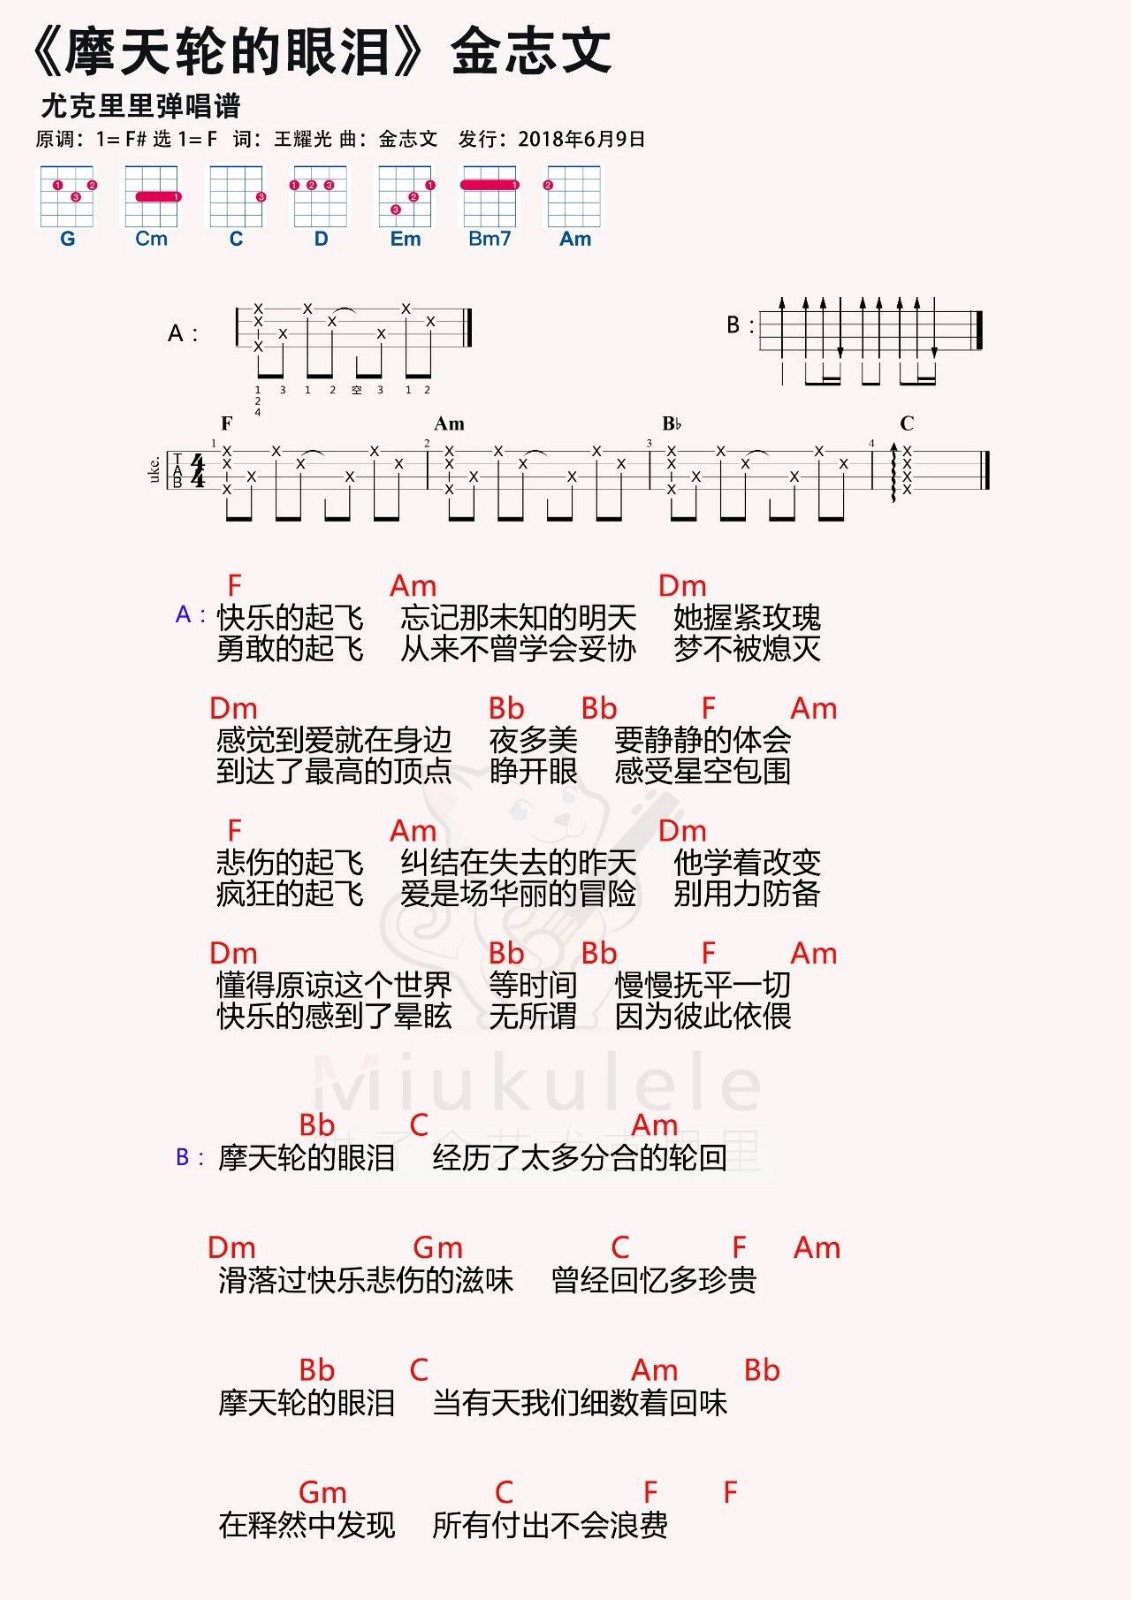 《摩天轮的眼泪》金志文
尤克里里弹唱谱
原调：1= F# 选 1= F 词：王耀光 曲：金志文 发行：2018年6月9日
1 2 3 1 3 1 2 3 1 2 3 1 2
G Cm C D Em Bm7 Am
A： B：
1 3 1 2 空 3 1 2
2
4
F Am B♭ C
1 2 3 4
uke. TAB 4/4
F Am Dm
A：快乐的起飞 忘记那未知的明天 她握紧玫瑰
勇敢的起飞 从来不曾学会妥协 梦不被熄灭
Dm Bb Bb F Am
感觉到爱就在身边 夜多美 要静静的体会
到达了最高的顶点 睁开眼 感受星空包围
F Am Dm
悲伤的起飞 纠结在失去的昨天 他学着改变
疯狂的起飞 爱是场华丽的冒险 别用力防备
Dm Bb Bb F Am
懂得原谅这个世界 等时间 慢慢抚平一切
快乐的感到了晕眩 无所谓 因为彼此依偎
Miukulele
Bb C Am
B：摩天轮的眼泪 经历了太多分合的轮回
Dm Gm C F Am
滑落过快乐悲伤的滋味 曾经回忆多珍贵
Bb C Am Bb
摩天轮的眼泪 当有天我们细数着回味
Gm C F F
在释然中发现 所有付出不会浪费